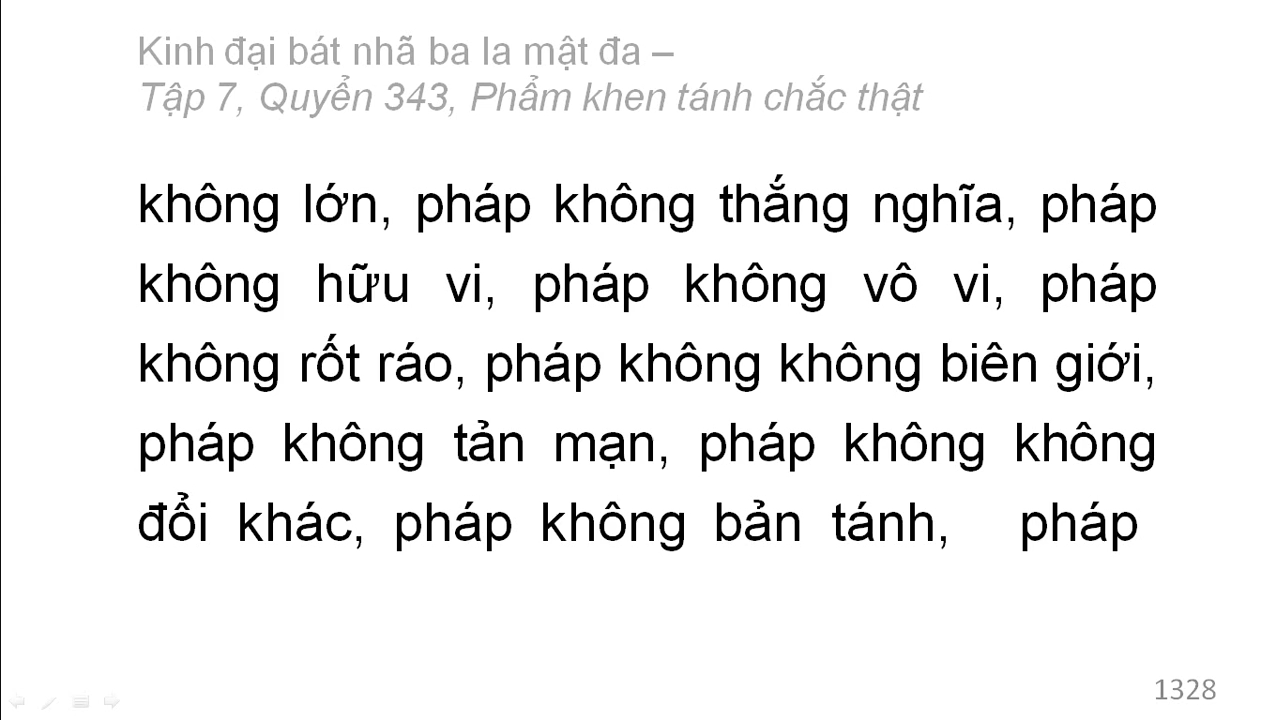 Kinh đại bát nhã ba la mật đa –
Tập 7, Quyển 343, Phẩm khen tánh chắc thật
không lớn, pháp không thắng nghĩa, pháp
không hữu vi, pháp không vô vi, pháp
không rốt ráo, pháp không không biên giới,
pháp không tản mạn, pháp không không
đổi khác, pháp không bản tánh, pháp
1328